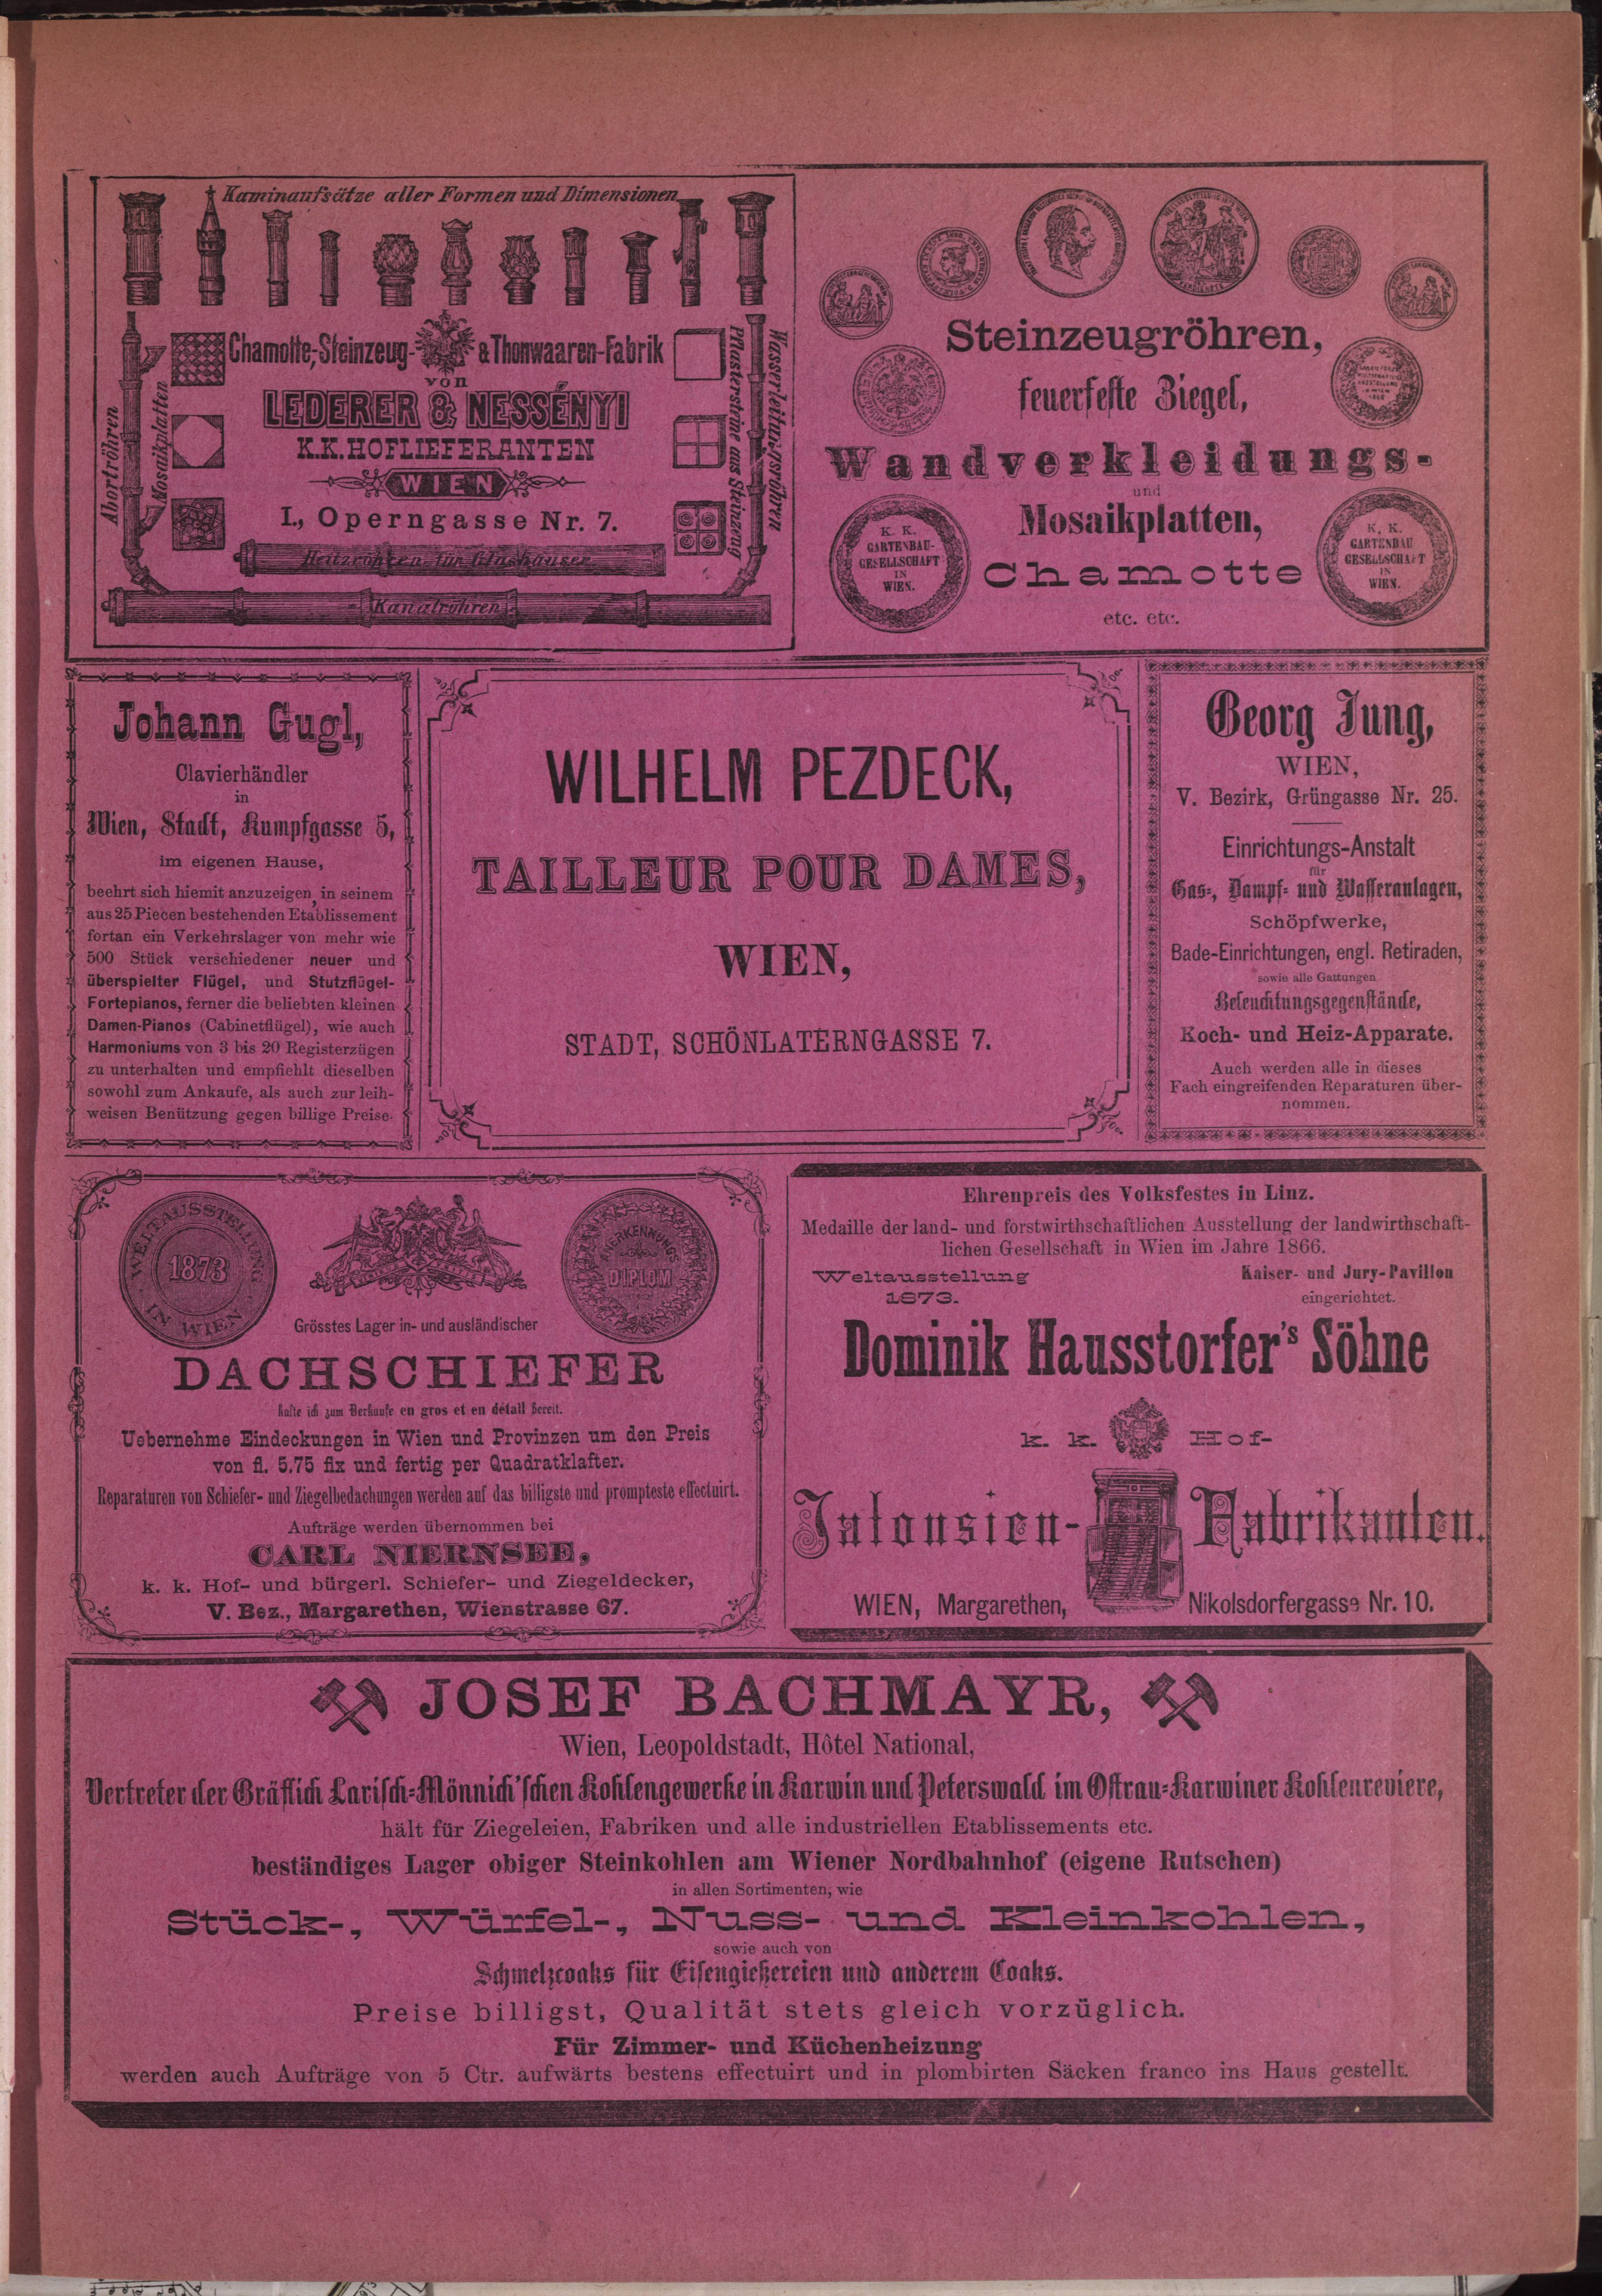 Kaminaufsätze aller Formen und Dimensionen
Chamotte-, Steinzeug- & Thonwaaren-Fabrik
von
LEDERER & NESSÉNYI
K.K. HOFLIEFERANTEN
WIEN
I., Operngasse Nr. 7.
Abortröhren
Mosaikplatten
Pflastersteine aus Steinzeug
Wasserleitungsröhren
Heitzröhren für Glashäuser
Kanalröhren
Steinzeugröhren,
feuerfeste Ziegel,
Wandverkleidungs-
und
Mosaikplatten,
Chamotte
etc. etc.
K. K.
GARTENBAU-
GESELLSCHAFT
IN
WIEN.
K. K.
GARTENBAU
GESELLSCHAFT
IN
WIEN.
Johann Gugl,
Clavierhändler
in
Wien, Stadt, Kumpfgasse 5,
im eigenen Hause,
beehrt sich hiemit anzuzeigen, in seinem
aus 25 Piecen bestehenden Etablissement
fortan ein Verkehrslager von mehr wie
500 Stück verschiedener neuer und
überspielter Flügel, und Stutzflügel-
Fortepianos, ferner die beliebten kleinen
Damen-Pianos (Cabinetflügel), wie auch
Harmoniums von 3 bis 20 Registerzügen
zu unterhalten und empfiehlt dieselben
sowohl zum Ankaufe, als auch zur leih-
weisen Benützung gegen billige Preise.
WILHELM PEZDECK,
TAILLEUR POUR DAMES,
WIEN,
STADT, SCHÖNLATERNGASSE 7.
Georg Jung,
WIEN,
V. Bezirk, Grüngasse Nr. 25.
Einrichtungs-Anstalt
für
Gas-, Dampf- und Wasseranlagen,
Schöpfwerke,
Bade-Einrichtungen, engl. Retiraden,
sowie alle Gattungen
Beleuchtungsgegenstände,
Koch- und Heiz-Apparate.
Auch werden alle in dieses
Fach eingreifenden Reparaturen über-
nommen.
WELTAUSSTELLUNG
1873
IN WIEN
ANERKENNUNGS
DIPLOM
Grösstes Lager in- und ausländischer
DACHSCHIEFER
halte ich zum Verkaufe en gros et en détail bereit.
Uebernehme Eindeckungen in Wien und Provinzen um den Preis
von fl. 5.75 fix und fertig per Quadratklafter.
Reparaturen von Schiefer- und Ziegelbedachungen werden auf das billigste und prompteste effectuirt.
Aufträge werden übernommen bei
CARL NIERNSEE,
k. k. Hof- und bürgerl. Schiefer- und Ziegeldecker,
V. Bez., Margarethen, Wienstrasse 67.
Ehrenpreis des Volksfestes in Linz.
Medaille der land- und forstwirthschaftlichen Ausstellung der landwirthschaft-
lichen Gesellschaft in Wien im Jahre 1866.
Weltausstellung
1873.
Kaiser- und Jury-Pavillon
eingerichtet.
Dominik Hausstorfer's Söhne
k. k. Hof-
Jalousien-Fabrikanten.
WIEN, Margarethen, Nikolsdorfergasse Nr. 10.
JOSEF BACHMAYR,
Wien, Leopoldstadt, Hôtel National,
Vertreter der Gräflich Larisch-Mönnich'schen Kohlengewerke in Karwin und Peterswald im Ostrau-Karwiner Kohlenreviere,
hält für Ziegeleien, Fabriken und alle industriellen Etablissements etc.
beständiges Lager obiger Steinkohlen am Wiener Nordbahnhof (eigene Rutschen)
in allen Sortimenten, wie
Stück-, Würfel-, Nuss- und Kleinkohlen,
sowie auch von
Schmelzcoaks für Eisengießereien und anderem Coaks.
Preise billigst, Qualität stets gleich vorzüglich.
Für Zimmer- und Küchenheizung
werden auch Aufträge von 5 Ctr. aufwärts bestens effectuirt und in plombirten Säcken franco ins Haus gestellt.